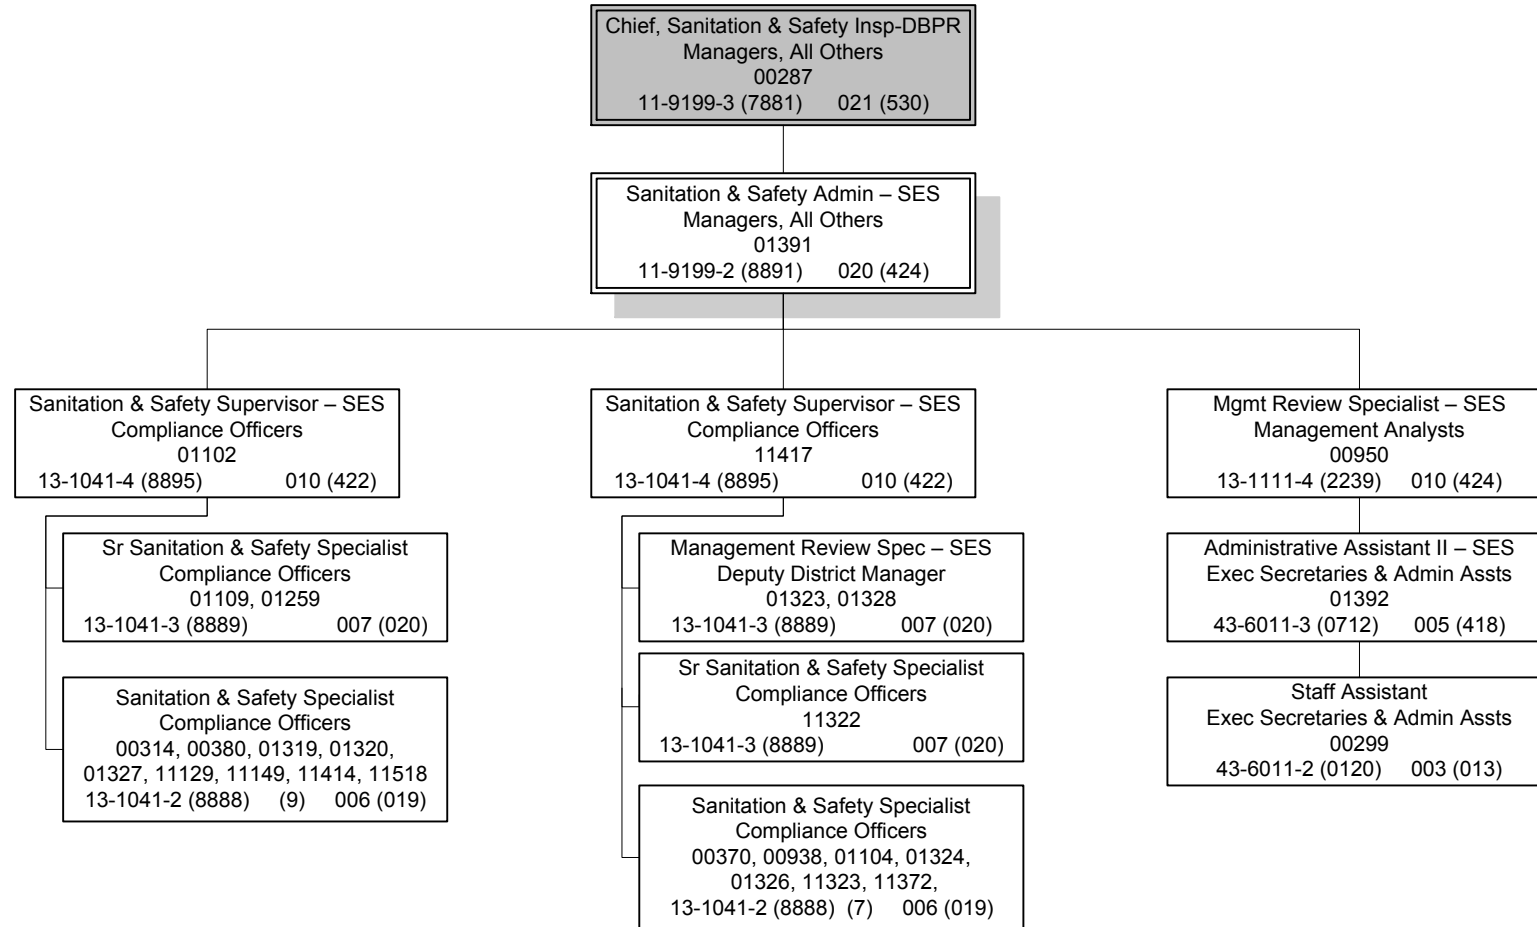 Chief, Sanitation & Safety Insp-DBPR
Managers, All Others
00287
11-9199-3 (7881) 021 (530)
Sanitation & Safety Admin – SES
Managers, All Others
01391
11-9199-2 (8891) 020 (424)
Sanitation & Safety Supervisor – SES
Compliance Officers
01102
13-1041-4 (8895) 010 (422)
Sr Sanitation & Safety Specialist
Compliance Officers
01109, 01259
13-1041-3 (8889) 007 (020)
Sanitation & Safety Specialist
Compliance Officers
00314, 00380, 01319, 01320,
01327, 11129, 11149, 11414, 11518
13-1041-2 (8888) (9) 006 (019)
Sanitation & Safety Supervisor – SES
Compliance Officers
11417
13-1041-4 (8895) 010 (422)
Management Review Spec – SES
Deputy District Manager
01323, 01328
13-1041-3 (8889) 007 (020)
Sr Sanitation & Safety Specialist
Compliance Officers
11322
13-1041-3 (8889) 007 (020)
Sanitation & Safety Specialist
Compliance Officers
00370, 00938, 01104, 01324,
01326, 11323, 11372,
13-1041-2 (8888) (7) 006 (019)
Mgmt Review Specialist – SES
Management Analysts
00950
13-1111-4 (2239) 010 (424)
Administrative Assistant II – SES
Exec Secretaries & Admin Assts
01392
43-6011-3 (0712) 005 (418)
Staff Assistant
Exec Secretaries & Admin Assts
00299
43-6011-2 (0120) 003 (013)